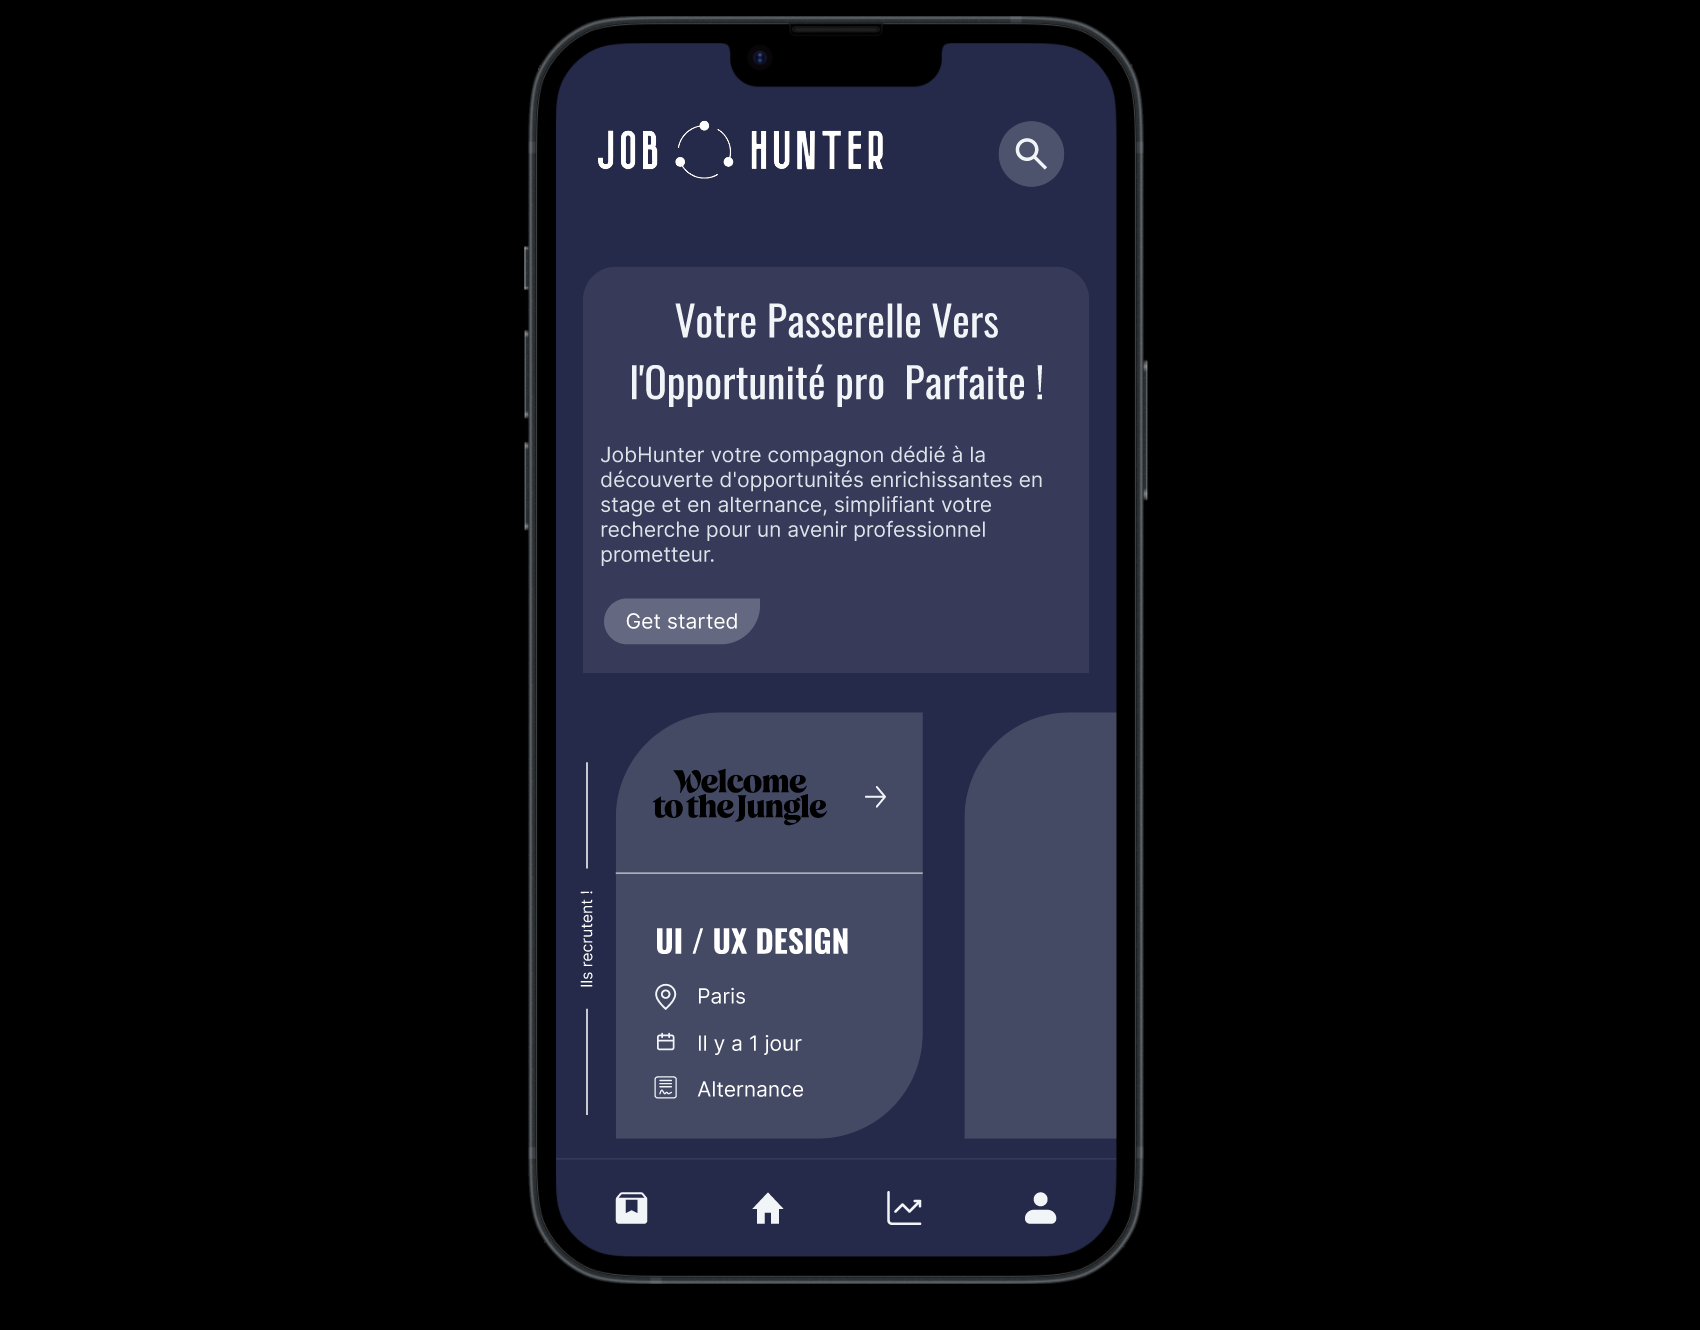 JOB HUNTER
Votre Passerelle Vers
l'Opportunité pro Parfaite !
JobHunter votre compagnon dédié à la
découverte d'opportunités enrichissantes en
stage et en alternance, simplifiant votre
recherche pour un avenir professionnel
prometteur.
Get started
Ils recrutent !
Welcome
to the Jungle
UI / UX DESIGN
Paris
Il y a 1 jour
Alternance